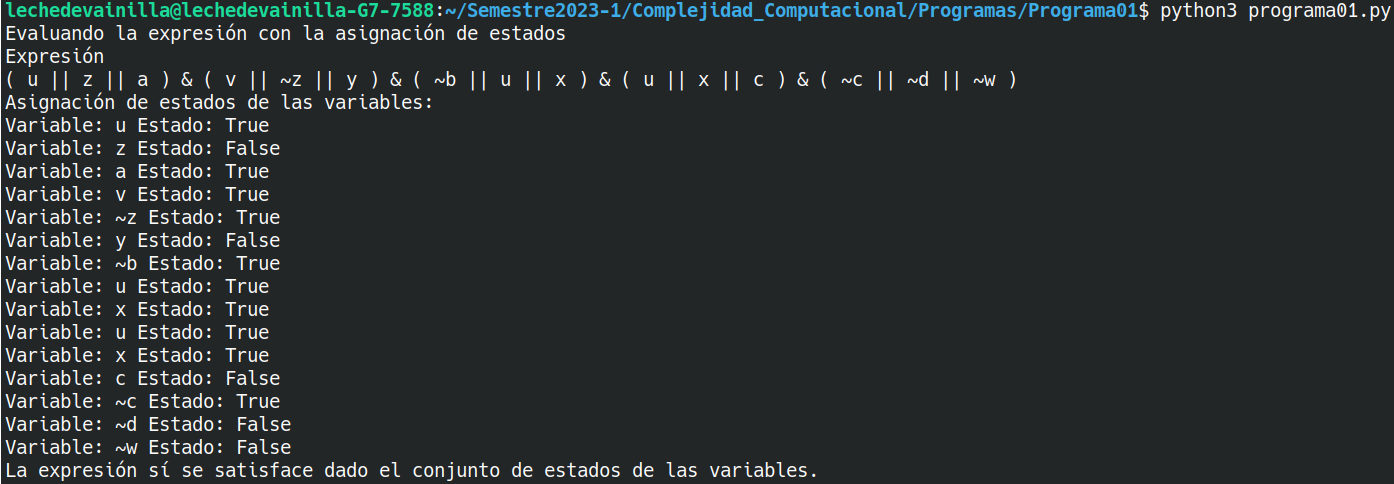 lechedevainilla@lechedevainilla-G7-7588:~/Semestre2023-1/Complejidad_Computacional/Programas/Programa01$ python3 programa01.py
Evaluando la expresión con la asignación de estados
Expresión
( u || z || a ) & ( v || ~z || y ) & ( ~b || u || x ) & ( u || x || c ) & ( ~c || ~d || ~w )
Asignación de estados de las variables:
Variable: u Estado: True
Variable: z Estado: False
Variable: a Estado: True
Variable: v Estado: True
Variable: ~z Estado: True
Variable: y Estado: False
Variable: ~b Estado: True
Variable: u Estado: True
Variable: x Estado: True
Variable: u Estado: True
Variable: x Estado: True
Variable: c Estado: False
Variable: ~c Estado: True
Variable: ~d Estado: False
Variable: ~w Estado: False
La expresión sí se satisface dado el conjunto de estados de las variables.